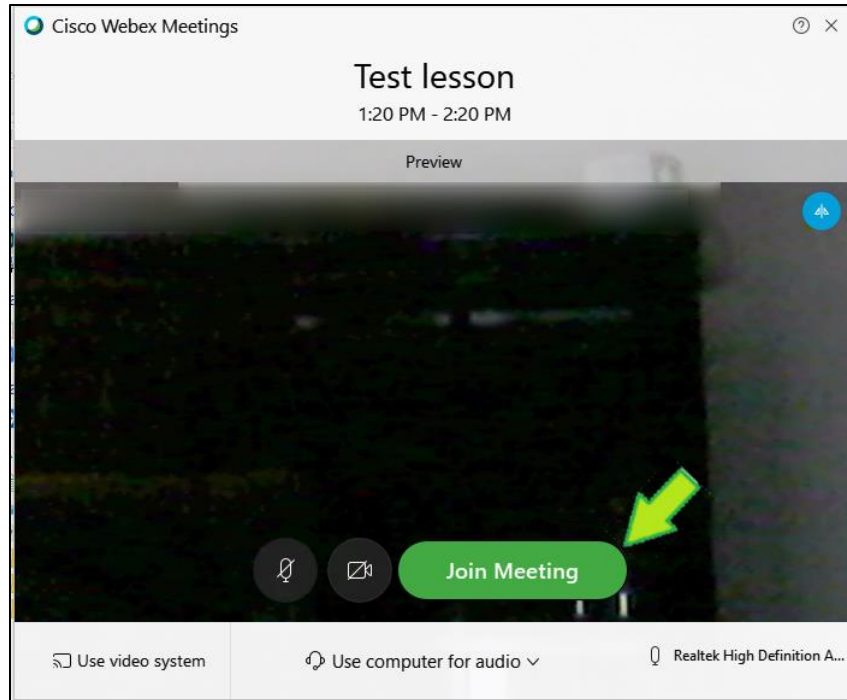 Cisco Webex Meetings
Test lesson
1:20 PM - 2:20 PM
Preview
Join Meeting
Use video system
Use computer for audio
Realtek High Definition A...